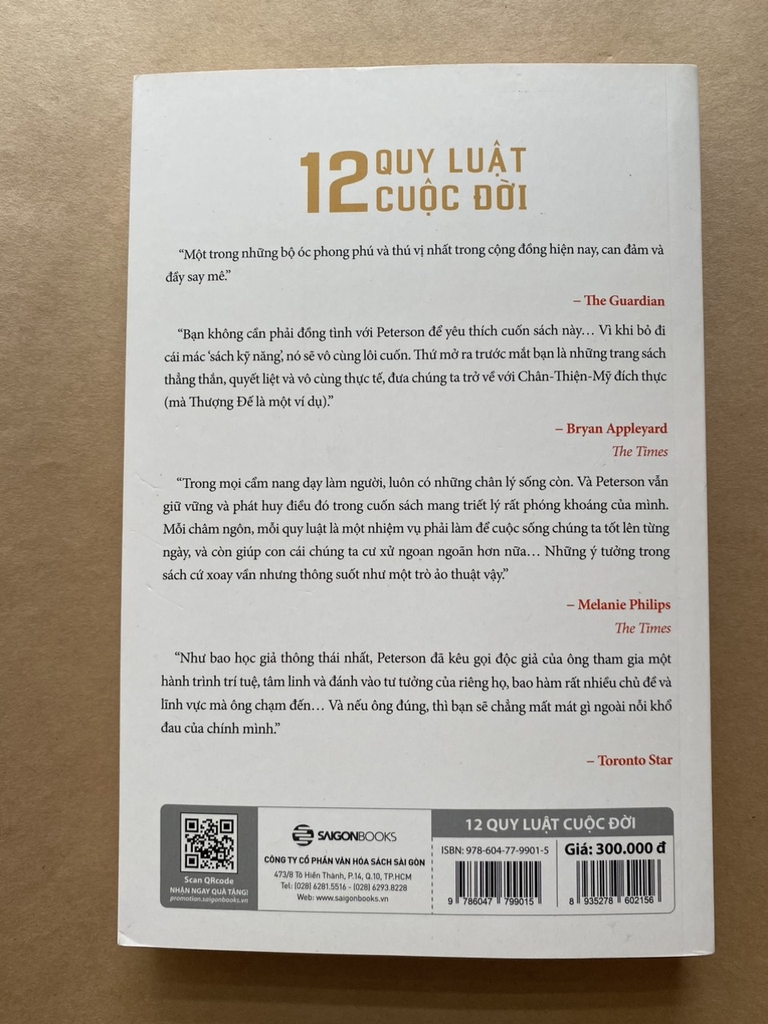 12 QUY LUẬT
CUỘC ĐỜI
“Một trong những bộ óc phong phú và thú vị nhất trong cộng đồng hiện nay, can đảm và
đầy say mê.”
– The Guardian
“Bạn không cần phải đồng tình với Peterson để yêu thích cuốn sách này… Vì khi bỏ đi
cái mác ‘sách kỹ năng’, nó sẽ vô cùng lôi cuốn. Thứ mở ra trước mắt bạn là những trang sách
thẳng thắn, quyết liệt và vô cùng thực tế, đưa chúng ta trở về với Chân-Thiện-Mỹ đích thực
(mà Thượng Đế là một ví dụ).”
– Bryan Appleyard
The Times
“Trong mọi cẩm nang dạy làm người, luôn có những chân lý sống còn. Và Peterson vẫn
giữ vững và phát huy điều đó trong cuốn sách mang triết lý rất phóng khoáng của mình.
Mỗi châm ngôn, mỗi quy luật là một nhiệm vụ phải làm để cuộc sống chúng ta tốt lên từng
ngày, và còn giúp con cái chúng ta cư xử ngoan ngoãn hơn nữa… Những ý tưởng trong
sách cứ xoay vần nhưng thông suốt như một trò ảo thuật vậy.”
– Melanie Philips
The Times
“Như bao học giả thông thái nhất, Peterson đã kêu gọi độc giả của ông tham gia một
hành trình trí tuệ, tâm linh và đánh vào tư tưởng của riêng họ, bao hàm rất nhiều chủ đề và
lĩnh vực mà ông chạm đến… Và nếu ông đúng, thì bạn sẽ chẳng mất mát gì ngoài nỗi khổ
đau của chính mình.”
– Toronto Star
Scan QRcode
NHẬN NGAY QUÀ TẶNG!
promotion.saigonbooks.vn
SAIGONBOOKS
CÔNG TY CỔ PHẦN VĂN HÓA SÁCH SÀI GÒN
473/8 Tô Hiến Thành, P.14, Q.10, TP.HCM
Tel: (028) 6281.5516 - (028) 6293.8228
Web: www.saigonbooks.vn
12 QUY LUẬT CUỘC ĐỜI
ISBN: 978-604-77-9901-5
9 786047 799015
Giá: 300.000 đ
8 935278 602156